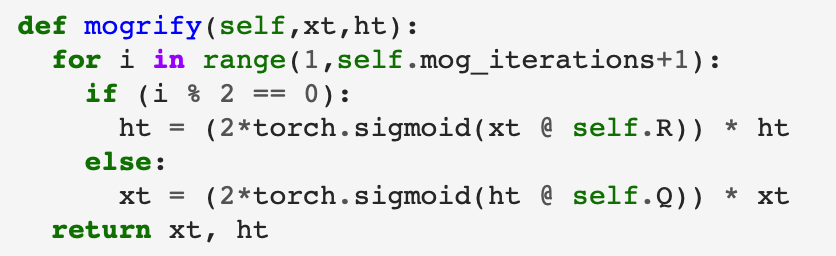 def mogrify(self,xt,ht):
  for i in range(1,self.mog_iterations+1):
    if (i % 2 == 0):
      ht = (2*torch.sigmoid(xt @ self.R)) * ht
    else:
      xt = (2*torch.sigmoid(ht @ self.Q)) * xt
  return xt, ht